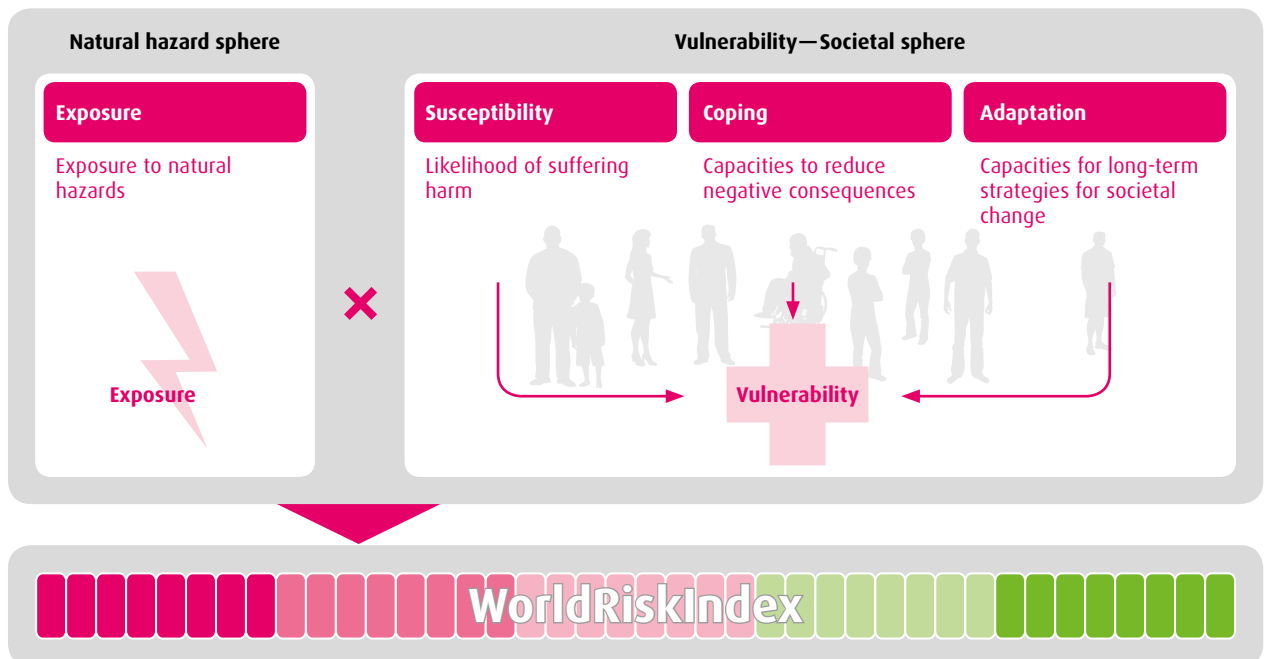 Natural hazard sphere
Vulnerability—Societal sphere
Exposure
Exposure to natural
hazards
Susceptibility
Likelihood of suffering
harm
Coping
Capacities to reduce
negative consequences
Adaptation
Capacities for long-term
strategies for societal
change
Exposure
×
Vulnerability
WorldRiskIndex